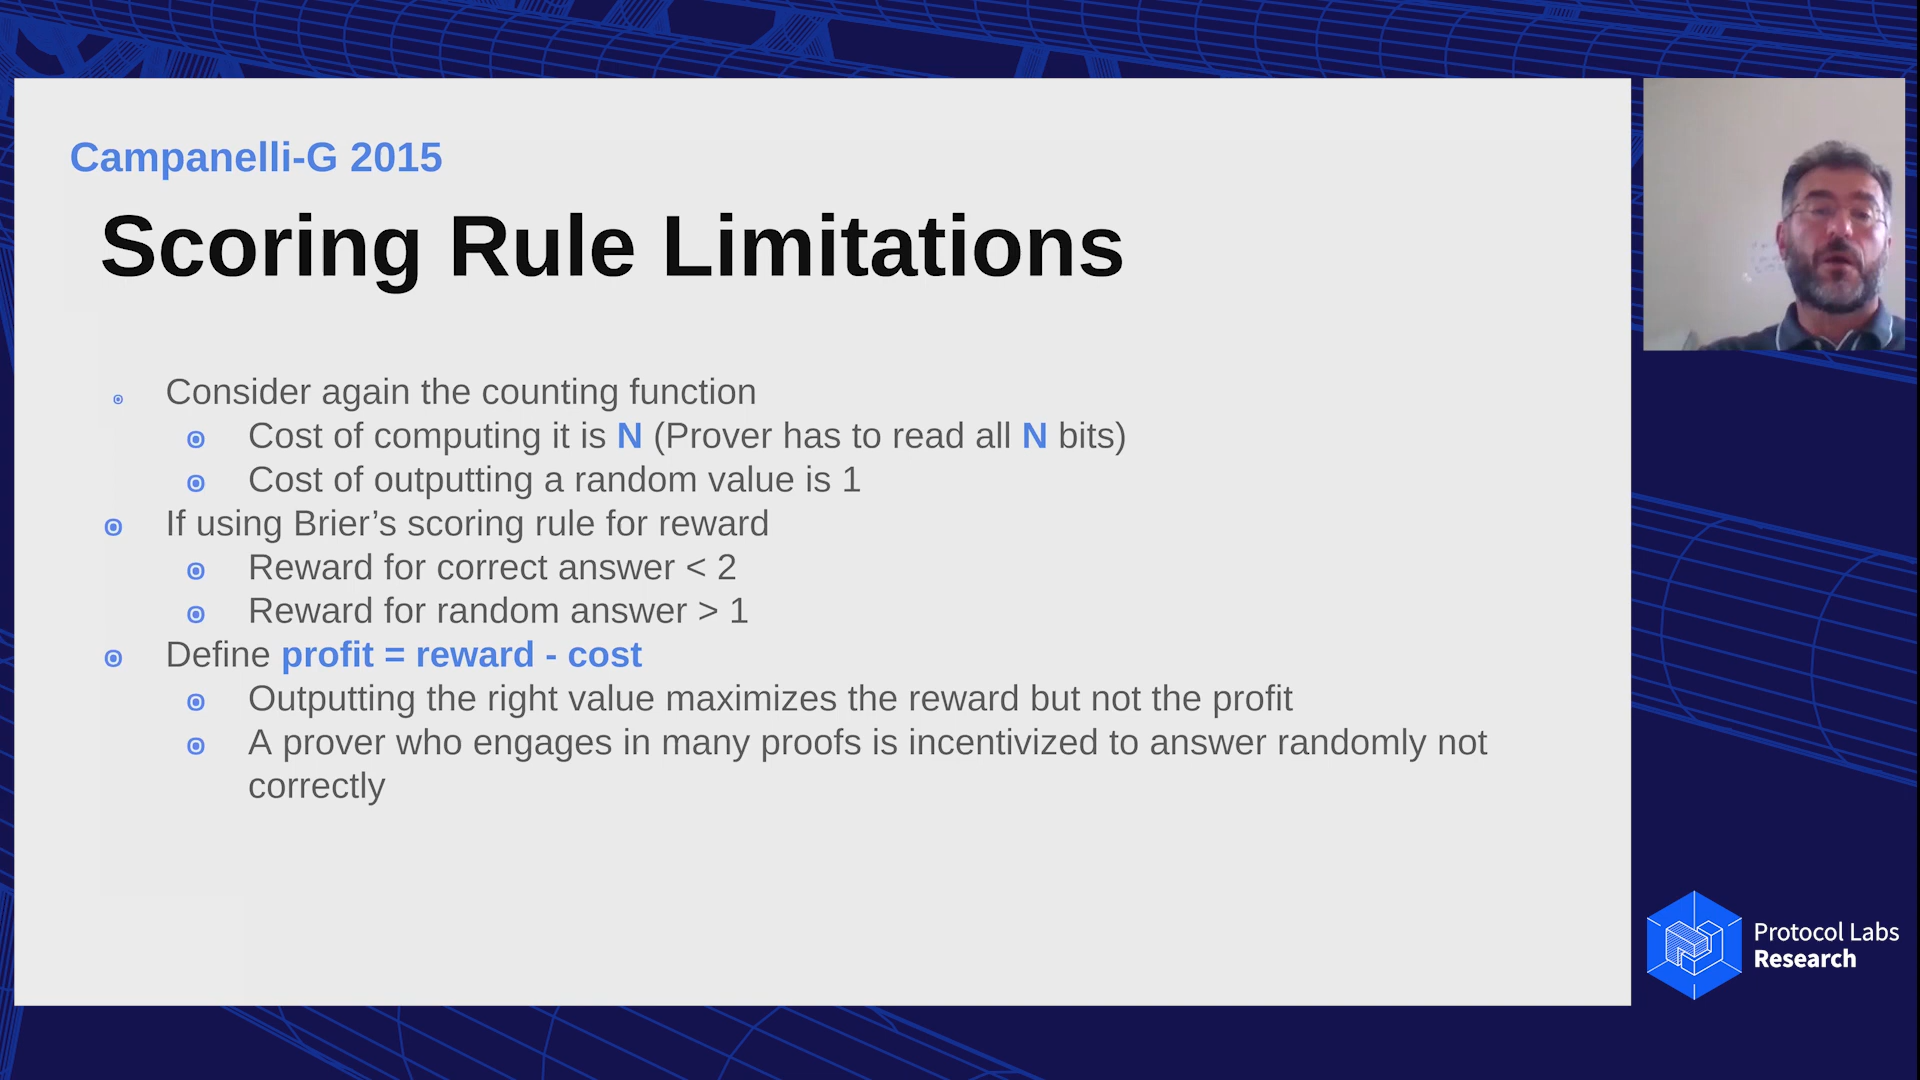 Campanelli-G 2015
Scoring Rule Limitations
Consider again the counting function
Cost of computing it is N (Prover has to read all N bits)
Cost of outputting a random value is 1
If using Brier’s scoring rule for reward
Reward for correct answer < 2
Reward for random answer > 1
Define profit = reward - cost
Outputting the right value maximizes the reward but not the profit
A prover who engages in many proofs is incentivized to answer randomly not
correctly
Protocol Labs
Research